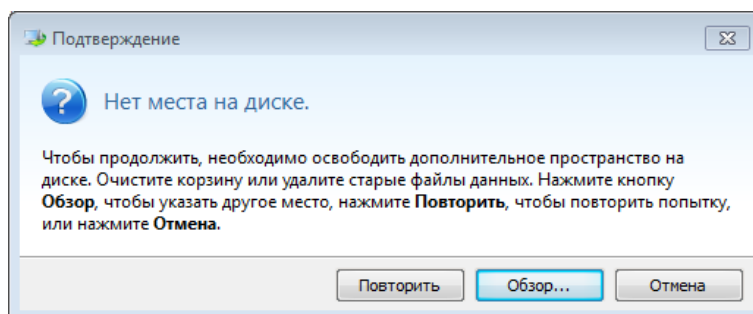 Подтверждение
Нет места на диске.
Чтобы продолжить, необходимо освободить дополнительное пространство на
диске. Очистите корзину или удалите старые файлы данных. Нажмите кнопку
Обзор, чтобы указать другое место, нажмите Повторить, чтобы повторить попытку,
или нажмите Отмена.
Повторить Обзор... Отмена